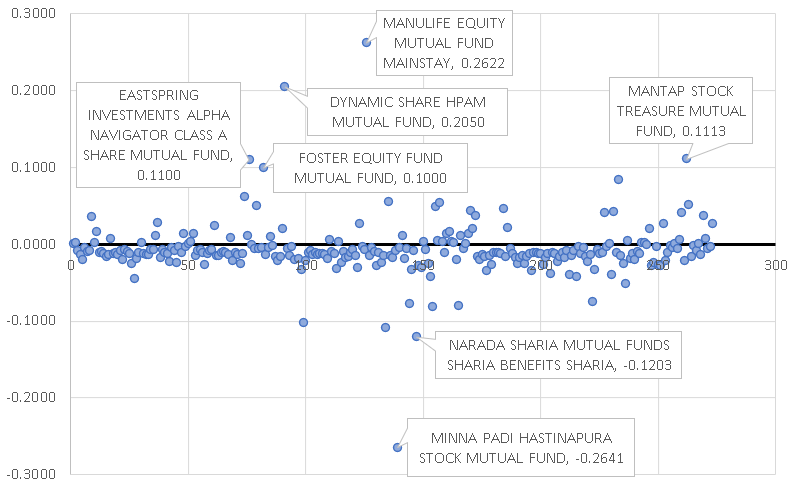 0.3000
MANULIFE EQUITY
MUTUAL FUND
MAINSTAY, 0.2622
0.2000
EASTSPRING
INVESTMENTS ALPHA
NAVIGATOR CLASS A
SHARE MUTUAL FUND,
0.1100
DYNAMIC SHARE HPAM
MUTUAL FUND, 0.2050
MANTAP STOCK
TREASURE MUTUAL
FUND, 0.1113
0.1000
FOSTER EQUITY FUND
MUTUAL FUND, 0.1000
0.0000
0 50 100 150 200 250 300
-0.1000
NARADA SHARIA MUTUAL FUNDS
SHARIA BENEFITS SHARIA, -0.1203
-0.2000
MINNA PADI HASTINAPURA
STOCK MUTUAL FUND, -0.2641
-0.3000